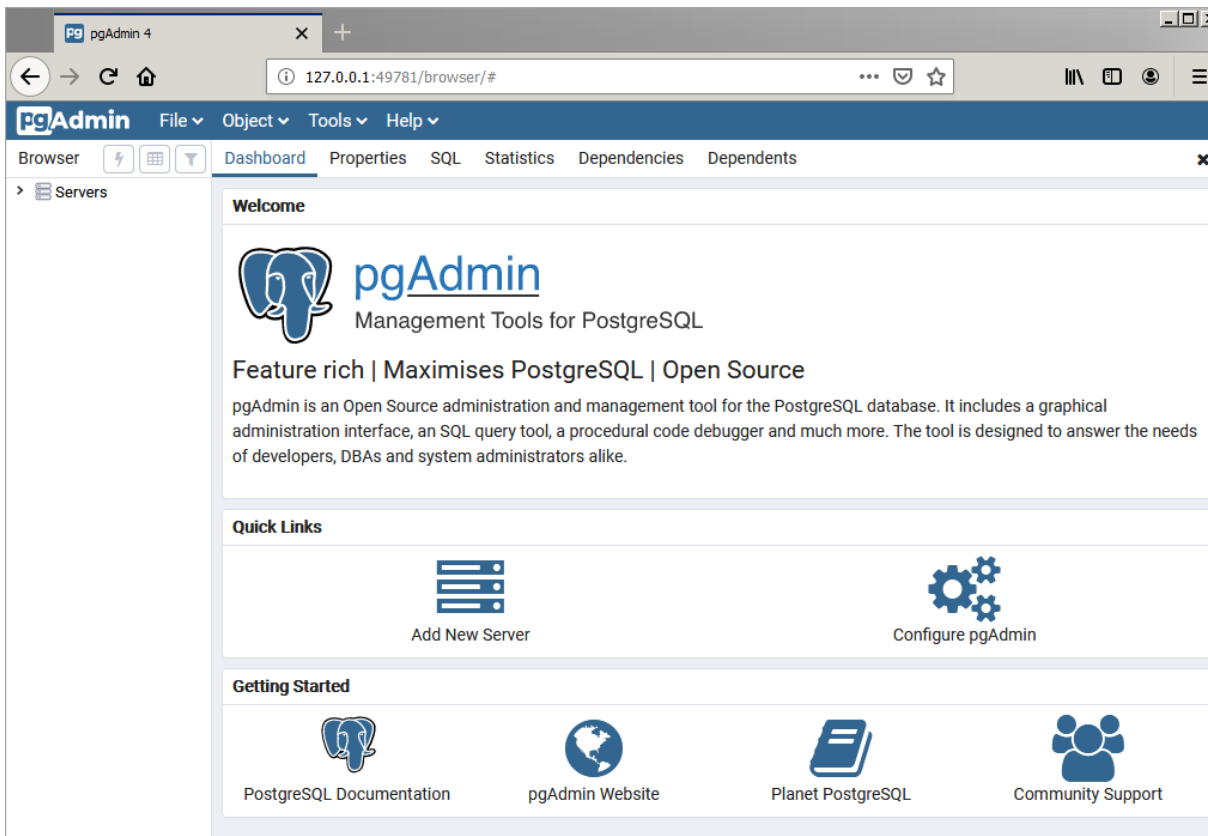 pgAdmin 4
127.0.0.1:49781/browser/#
pgAdmin File Object Tools Help
Browser Dashboard Properties SQL Statistics Dependencies Dependents
Servers
Welcome
pgAdmin
Management Tools for PostgreSQL
Feature rich | Maximises PostgreSQL | Open Source
pgAdmin is an Open Source administration and management tool for the PostgreSQL database. It includes a graphical
administration interface, an SQL query tool, a procedural code debugger and much more. The tool is designed to answer the needs
of developers, DBAs and system administrators alike.
Quick Links
Add New Server Configure pgAdmin
Getting Started
PostgreSQL Documentation pgAdmin Website Planet PostgreSQL Community Support